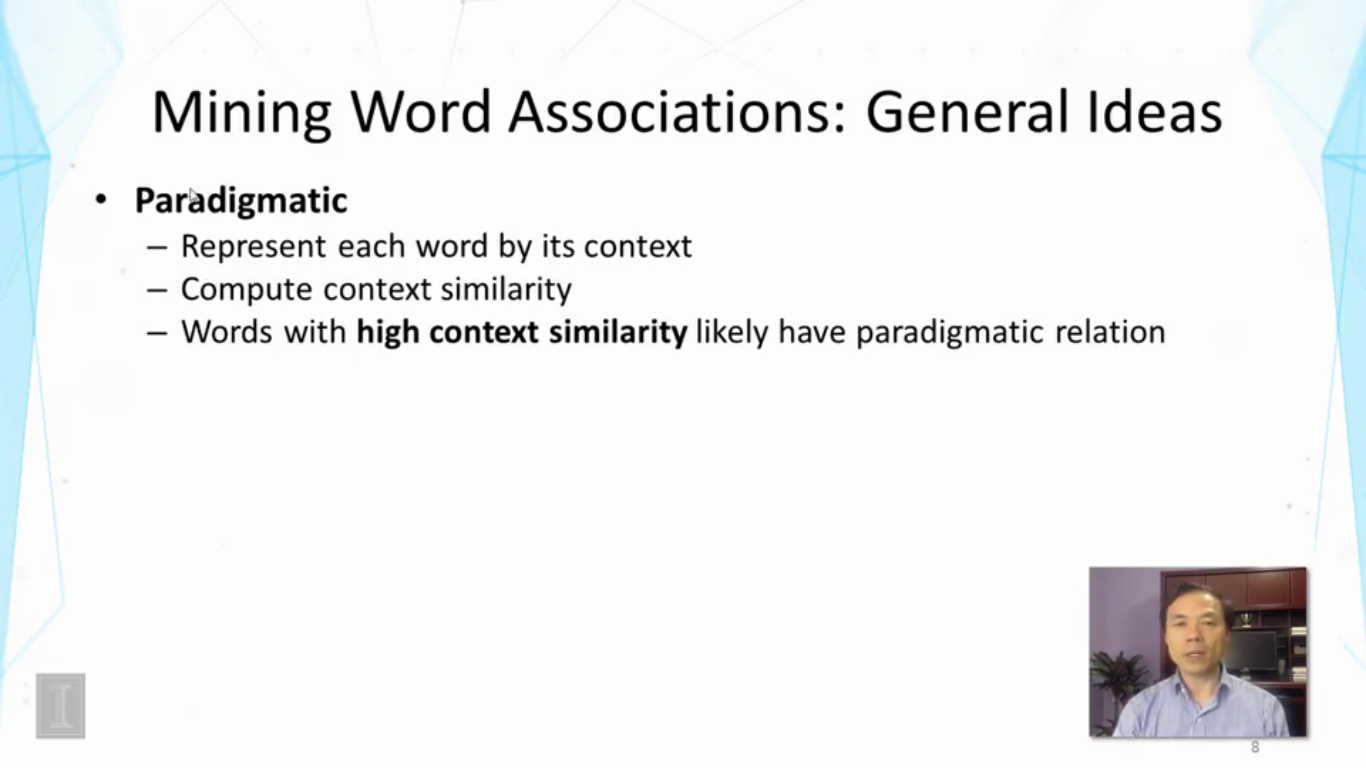 Mining Word Associations: General Ideas
• Paradigmatic
– Represent each word by its context
– Compute context similarity
– Words with high context similarity likely have paradigmatic relation
I
8